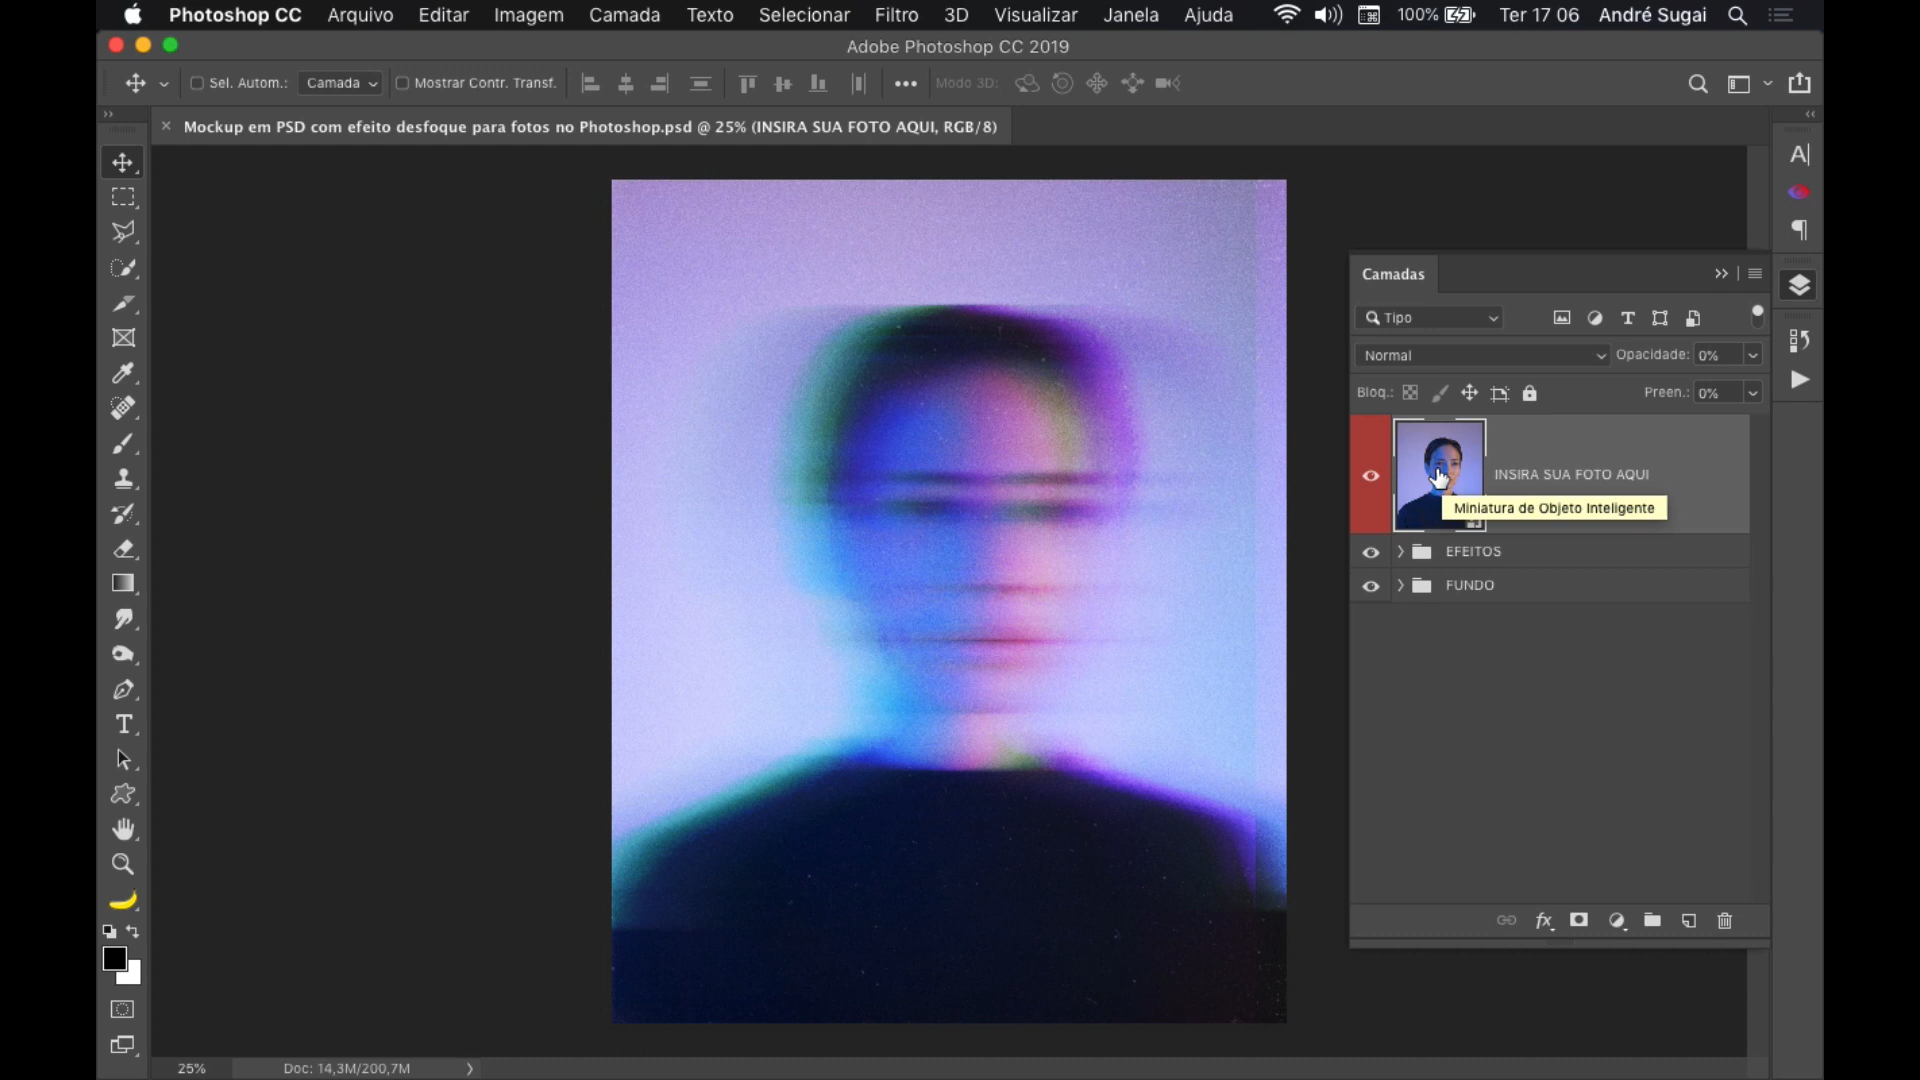 Photoshop CC Arquivo Editar Imagem Camada Texto Selecionar Filtro 3D Visualizar Janela Ajuda 100% Ter 17 06 André Sugai
Adobe Photoshop CC 2019
Sel. Autom.: Camada Mostrar Contr. Transf. Modo 3D:
Mockup em PSD com efeito desfoque para fotos no Photoshop.psd @ 25% (INSIRA SUA FOTO AQUI, RGB/8)
Camadas
Tipo
Normal Opacidade: 0%
Bloq.: Preen.: 0%
INSIRA SUA FOTO AQUI
Miniatura de Objeto Inteligente
EFEITOS
FUNDO
25% Doc: 14,3M/200,7M